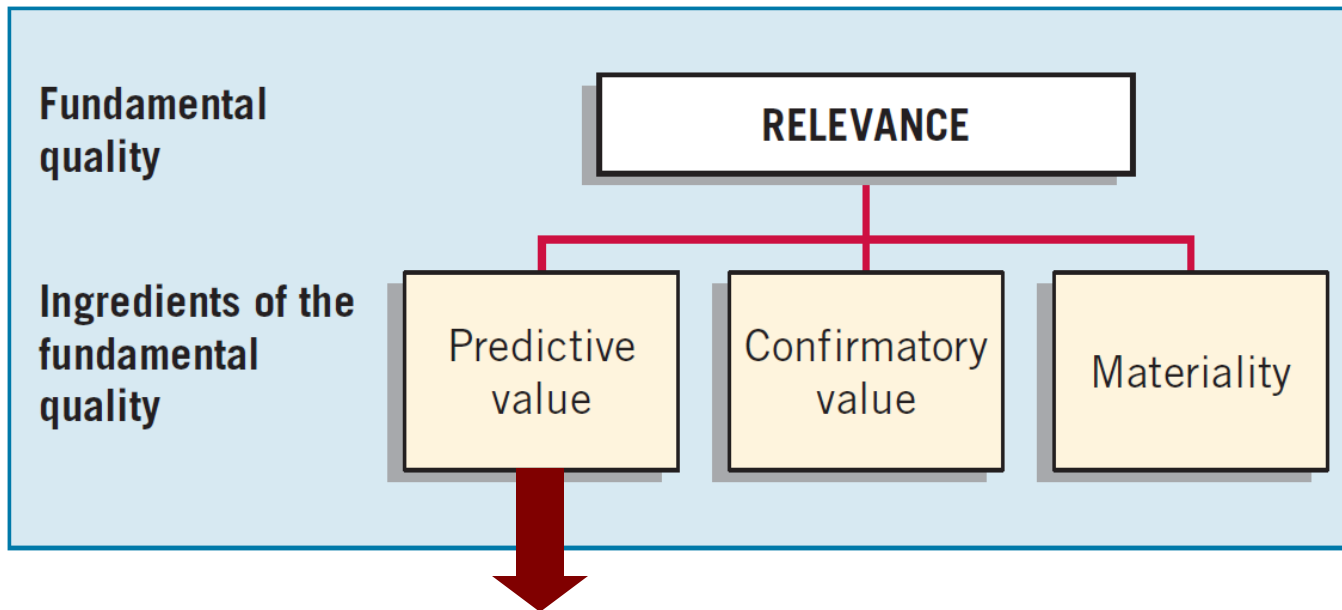 Fundamental
quality
RELEVANCE
Ingredients of the
fundamental
quality
Predictive
value
Confirmatory
value
Materiality